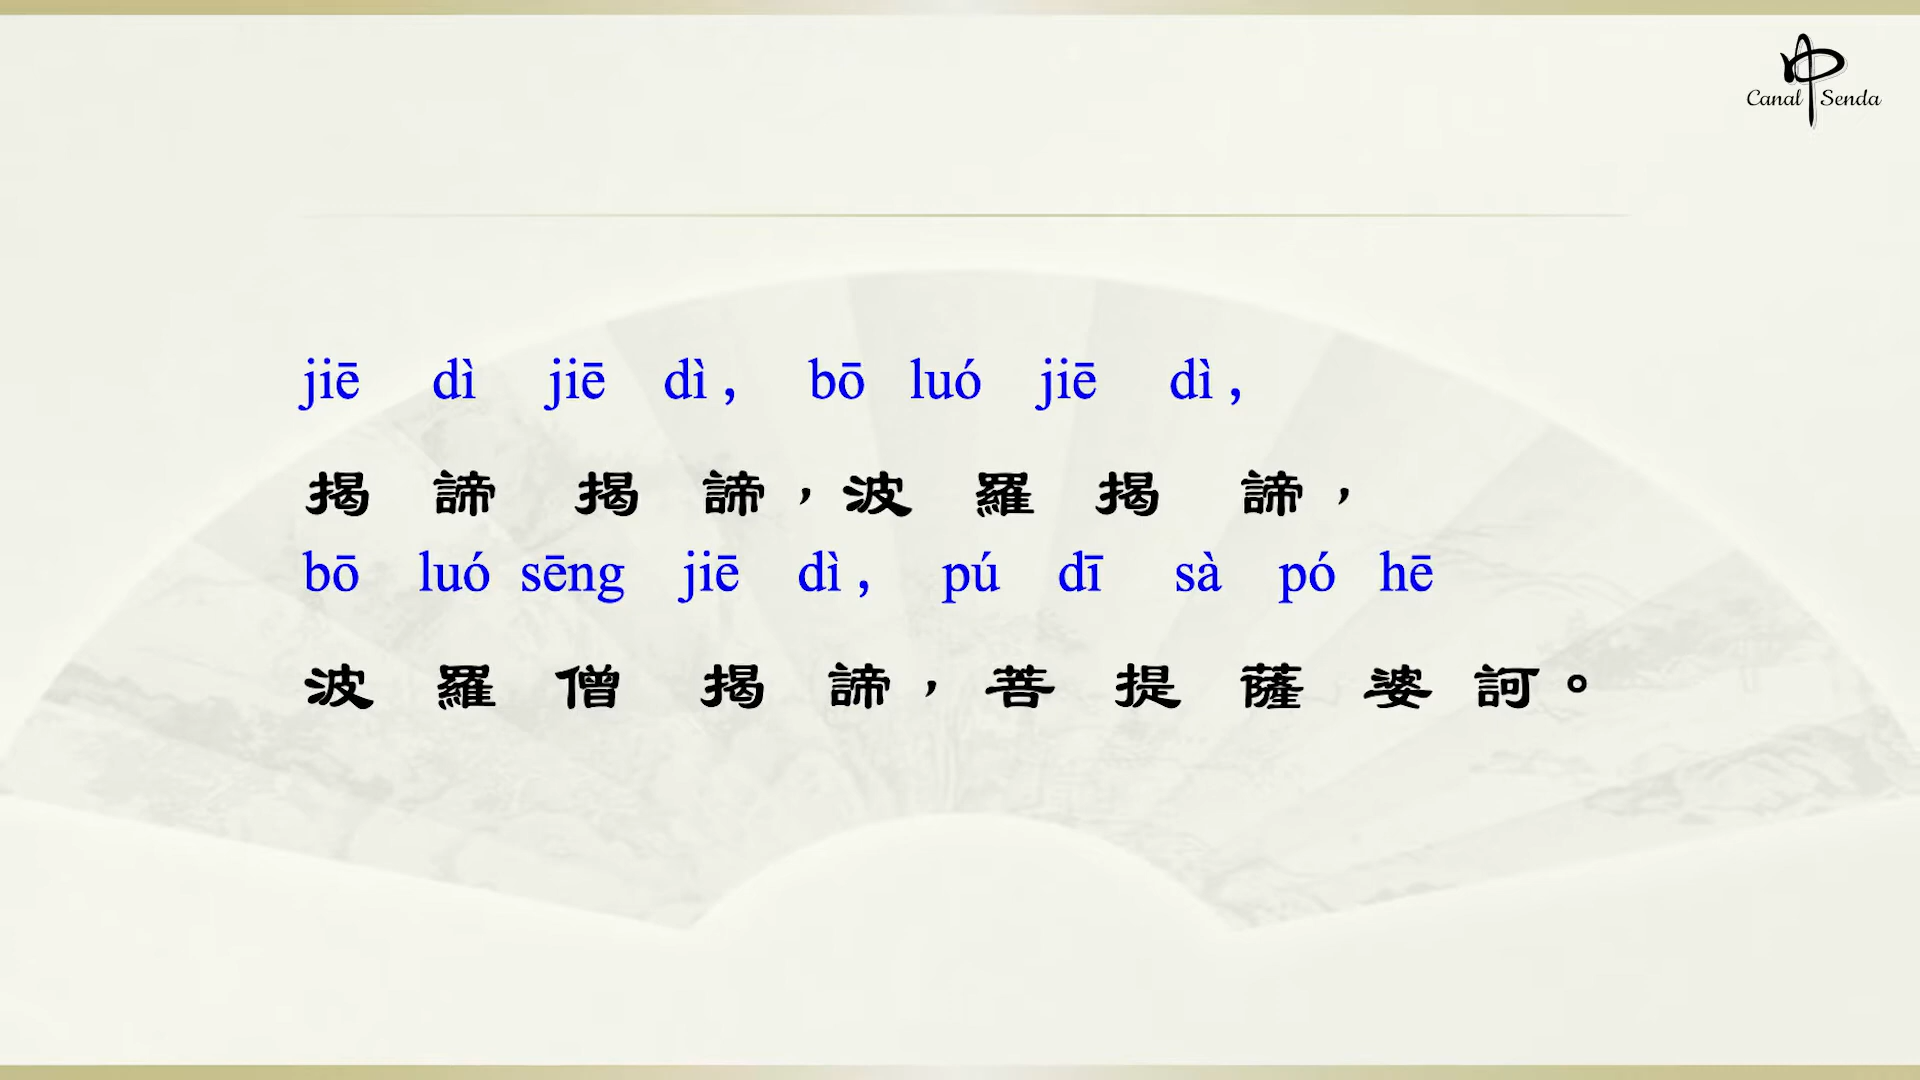 Canal Senda
jiē dì jiē dì , bō luó jiē dì ,
揭 諦 揭 諦 , 波 羅 揭 諦 ,
bō luó sēng jiē dì , pú dī sà pó hē
波 羅 僧 揭 諦 , 菩 提 薩 婆 訶 。